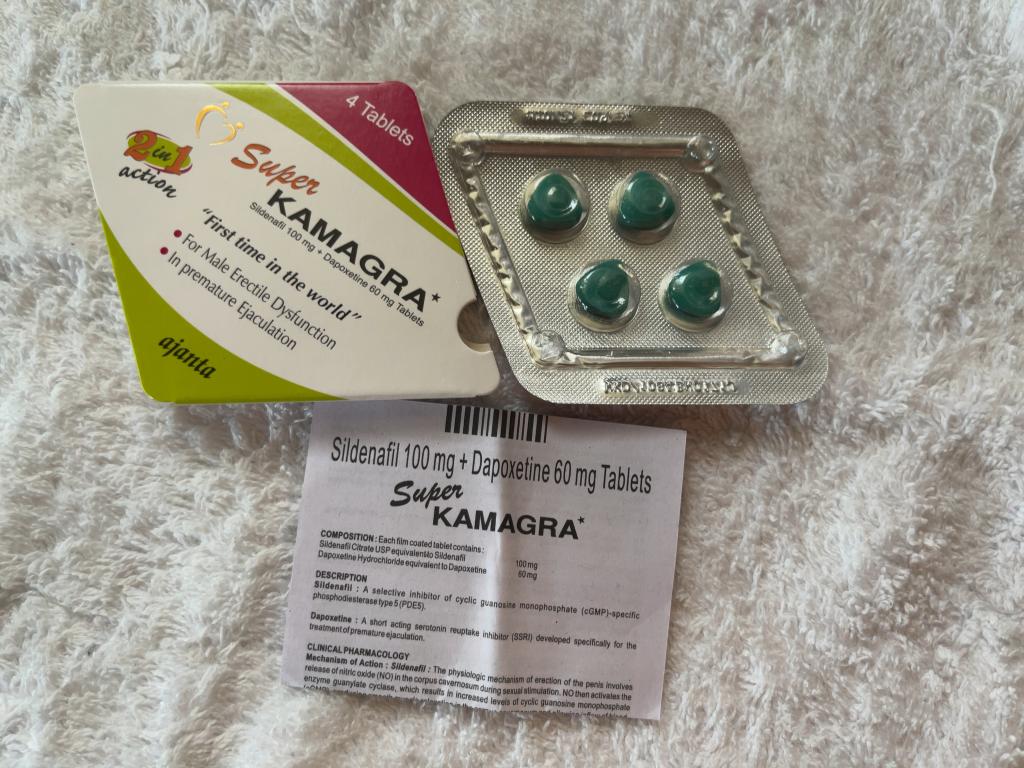 4 Tablets
2 in 1
action
Super
KAMAGRA*
Sildenafil 100 mg + Dapoxetine 60 mg Tablets
"First time in the world"
• For Male Erectile Dysfunction
• In premature Ejaculation
ajanta
Sildenafil 100 mg + Dapoxetine 60 mg Tablets
Super
KAMAGRA*
COMPOSITION : Each film coated tablet contains :
Sildenafil Citrate USP equivalent to Sildenafil 100 mg
Dapoxetine Hydrochloride equivalent to Dapoxetine 60 mg
DESCRIPTION
Sildenafil : A selective inhibitor of cyclic guanosine monophosphate (cGMP)-specific
phosphodiesterase type 5 (PDE5).
Dapoxetine : A short acting serotonin reuptake inhibitor (SSRI) developed specifically for the
treatment of premature ejaculation.
CLINICAL PHARMACOLOGY
Mechanism of Action : Sildenafil : The physiologic mechanism of erection of the penis involves
release of nitric oxide (NO) in the corpus cavernosum during sexual stimulation. NO then activates the
enzyme guanylate cyclase, which results in increased levels of cyclic guanosine monophosphate